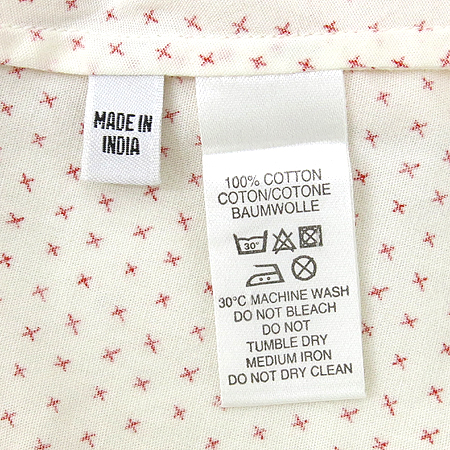 MADE IN
INDIA
100% COTTON
COTON/COTONE
BAUMWOLLE
30°
30°C MACHINE WASH
DO NOT BLEACH
DO NOT
TUMBLE DRY
MEDIUM IRON
DO NOT DRY CLEAN